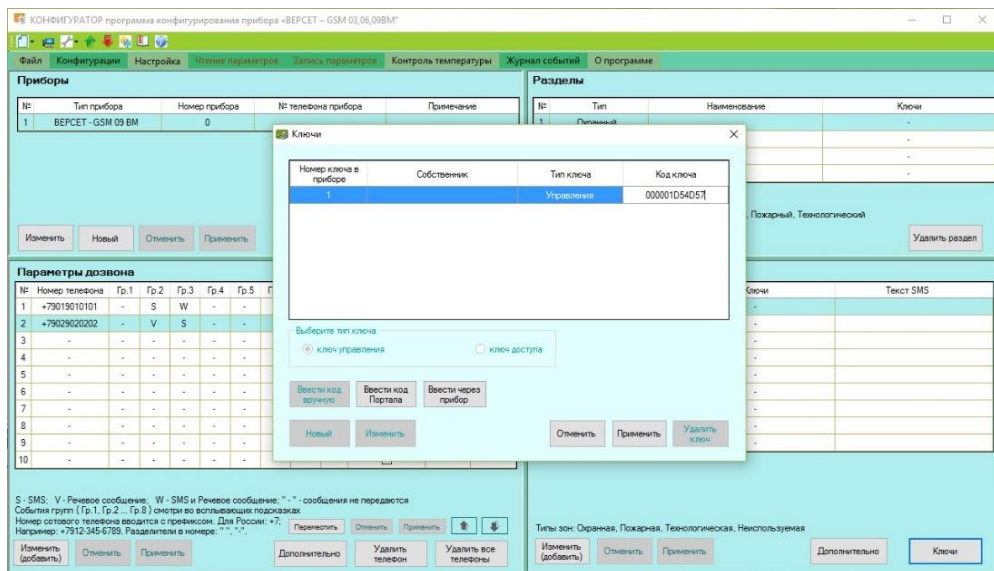 КОНФИГУРАТОР программа конфигурирования прибора «ВЕРСЕТ – GSM 03,06,09ВМ"
Файл Конфигурации Настройка Чтение параметров Запись параметров Контроль температуры Журнал событий О программе
Приборы
№ Тип прибора Номер прибора № телефона прибора Примечание
1 ВЕРСЕТ - GSM 09 ВМ 0
Изменить Новый Отменить Применить
Разделы
№ Тип Наименование Ключи
1 Охранный -
-
-
-
, Пожарный, Технологический
Удалить раздел
Ключи
Номер ключа в приборе Собственник Тип ключа Код ключа
1 Управления 000001D54D57
Выберите тип ключа
ключ управления ключ доступа
Ввести код вручную Ввести код Портала Ввести через прибор
Новый Изменить Отменить Применить Удалить ключ
Параметры дозвона
№ Номер телефона Гр.1 Гр.2 Гр.3 Гр.4 Гр.5 Г
1 +79019010101 - S W - -
2 +79029020202 - V S - -
3 - - - - - -
4 - - - - - -
5 - - - - - -
6 - - - - - -
7 - - - - - -
8 - - - - - -
9 - - - - - -
10 - - - - - -
S - SMS; V - Речевое сообщение; W - SMS и Речевое сообщение; " - " - сообщения не передаются
События групп ( Гр.1, Гр.2 ... Гр.8 ) смотри во всплывающих подсказках
Номер сотового телефона вводится с префиксом. Для России: +7;
Например: +7912-345-6789. Разделители в номере: " ", "-".
Переместить Отменить Применить
Изменить (добавить) Отменить Применить Дополнительно Удалить телефон Удалить все телефоны
Ключи Текст SMS
-
-
-
-
-
-
-
-
-
Типы зон: Охранная, Пожарная, Технологическая, Неиспользуемая
Изменить (добавить) Отменить Применить Дополнительно Ключи